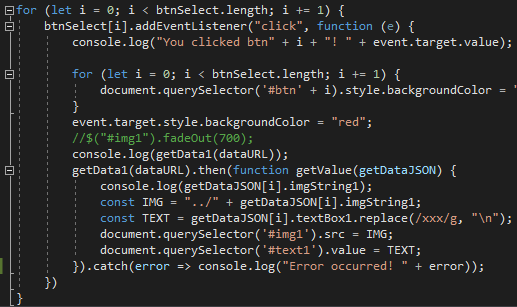 for (let i = 0; i < btnSelect.length; i += 1) {
    btnSelect[i].addEventListener("click", function (e) {
        console.log("You clicked btn" + i + "! " + event.target.value);

        for (let i = 0; i < btnSelect.length; i += 1) {
            document.querySelector('#btn' + i).style.backgroundColor = "
        }
        event.target.style.backgroundColor = "red";
        //$("#img1").fadeOut(700);
        console.log(getData1(dataURL));
        getData1(dataURL).then(function getValue(getDataJSON) {
            console.log(getDataJSON[i].imgString1);
            const IMG = "../" + getDataJSON[i].imgString1;
            const TEXT = getDataJSON[i].textBox1.replace(/xxx/g, "\n");
            document.querySelector('#img1').src = IMG;
            document.querySelector('#text1').value = TEXT;
        }).catch(error => console.log("Error occurred! " + error));
    })
}